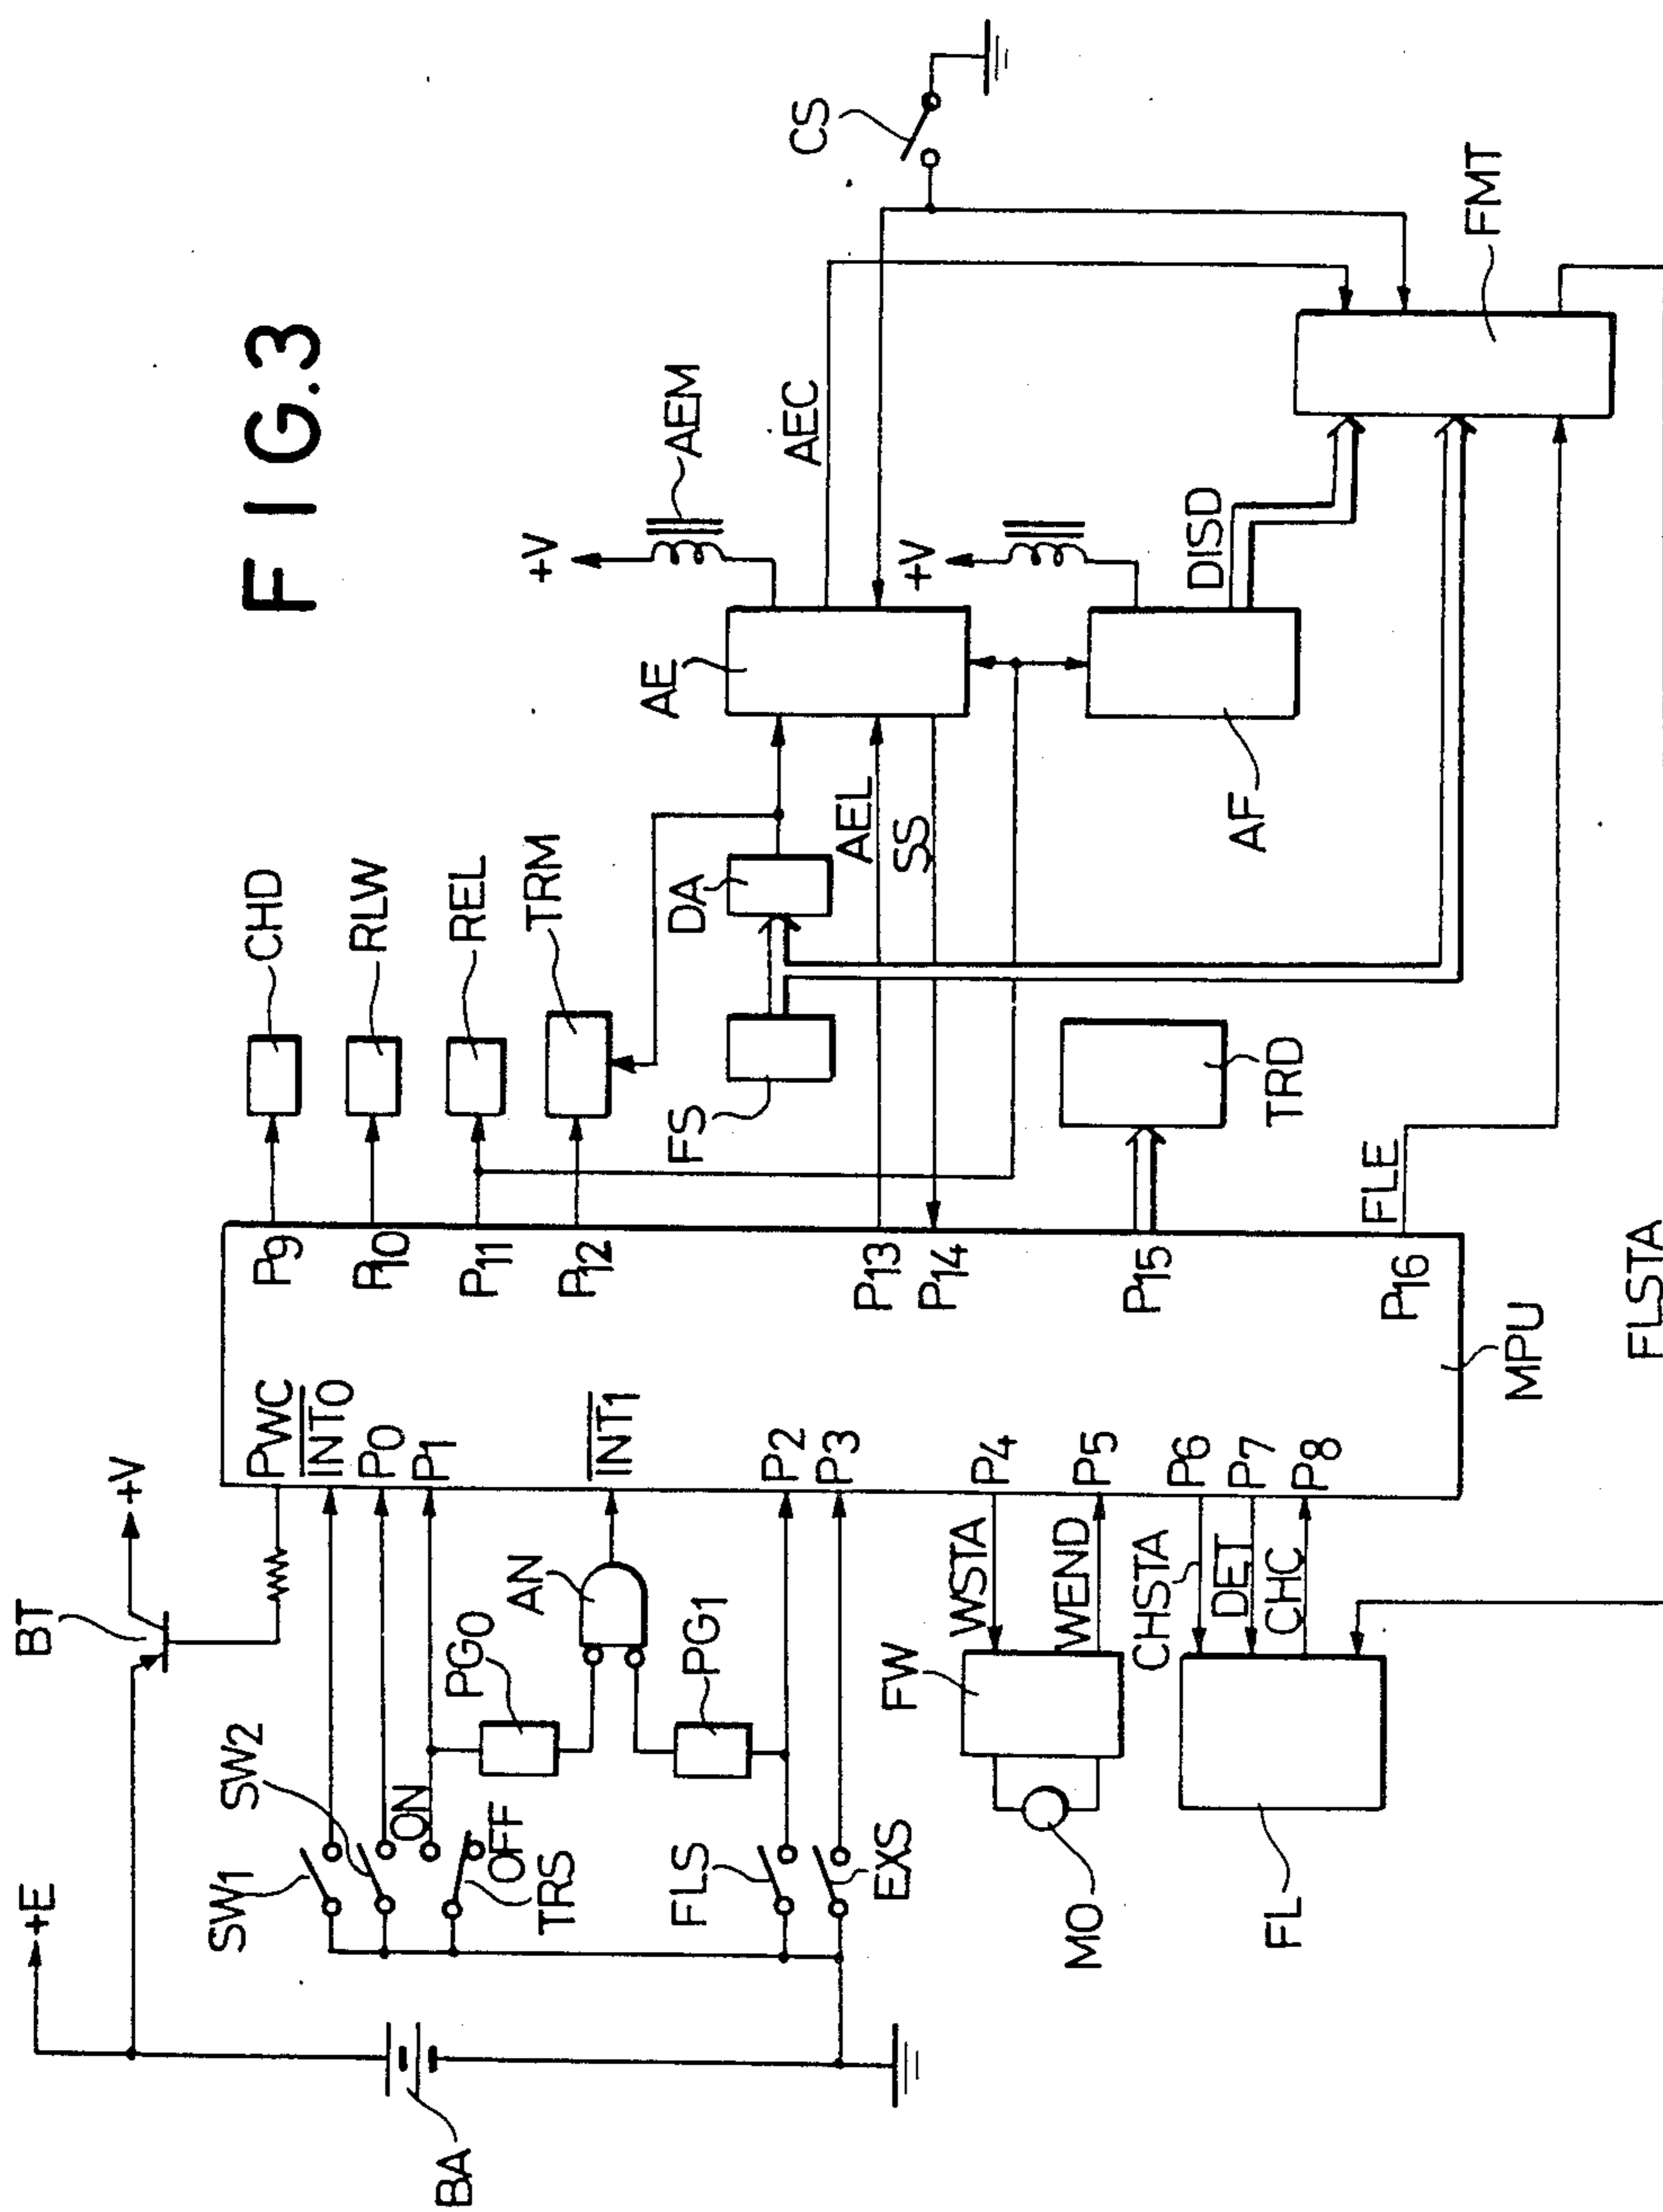 FIG.3
+E
BA
BT
+V
SW1
SW2
ON
OFF
TRS
FLS
EXS
PG0
AN
PG1
PWC
INT0
P0
P1
INT1
P2
P3
P4
P5
P6
P7
P8
WSTA
WEND
CHSTA
DET
CHC
FW
MO
FL
MPU
P9
P10
P11
P12
P13
P14
P15
P16
CHD
RLW
REL
TRM
FS
DA
AEL
SS
TRD
FLE
FLSTA
AE
+V
AEM
AEC
+V
DISD
AF
CS
FMT